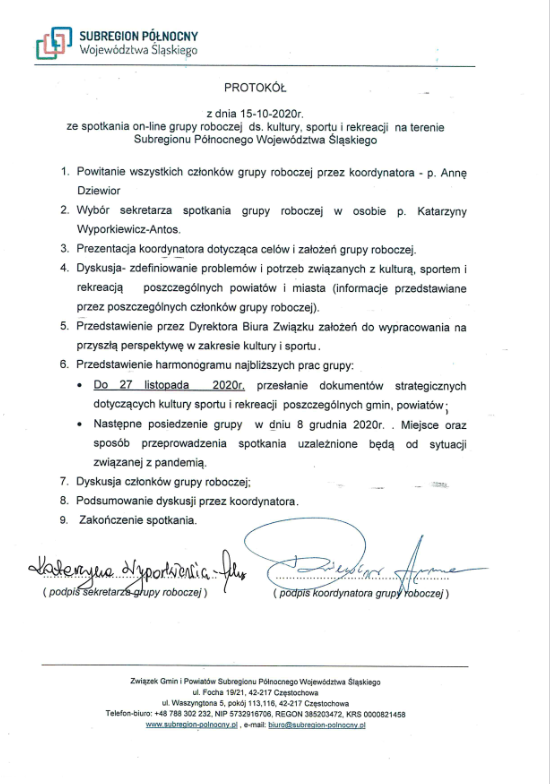 SUBREGION PÓŁNOCNY
Województwa Śląskiego
PROTOKÓŁ
z dnia 15-10-2020r.
ze spotkania on-line grupy roboczej ds. kultury, sportu i rekreacji na terenie
Subregionu Północnego Województwa Śląskiego
1. Powitanie wszystkich członków grupy roboczej przez koordynatora - p. Annę
Dziewior
2. Wybór sekretarza spotkania grupy roboczej w osobie p. Katarzyny
Wyporkiewicz-Antos.
3. Prezentacja koordynatora dotycząca celów i założeń grupy roboczej.
4. Dyskusja- zdefiniowanie problemów i potrzeb związanych z kulturą, sportem i
rekreacją poszczególnych powiatów i miasta (informacje przedstawiane
przez poszczególnych członków grupy roboczej).
5. Przedstawienie przez Dyrektora Biura Związku założeń do wypracowania na
przyszłą perspektywę w zakresie kultury i sportu.
6. Przedstawienie harmonogramu najbliższych prac grupy:
• Do 27 listopada 2020r. przesłanie dokumentów strategicznych
dotyczących kultury sportu i rekreacji poszczególnych gmin, powiatów;
• Następne posiedzenie grupy w dniu 8 grudnia 2020r. . Miejsce oraz
sposób przeprowadzenia spotkania uzależnione będą od sytuacji
związanej z pandemią.
7. Dyskusja członków grupy roboczej;
8. Podsumowanie dyskusji przez koordynatora.
9. Zakończenie spotkania.
Katarzyna
( podpis sekretarza grupy roboczej ) ( podpis koordynatora grupy roboczej )
Związek Gmin i Powiatów Subregionu Północnego Województwa Śląskiego
ul. Focha 19/21, 42-217 Częstochowa
ul. Waszyngtona 5, pokój 113,116, 42-217 Częstochowa
Telefon-biuro: +48 788 302 232, NIP 5732916706, REGON 385203472, KRS 0000821458
www.subregion-polnocny.pl , e-mail: biuro@subregion-polnocny.pl